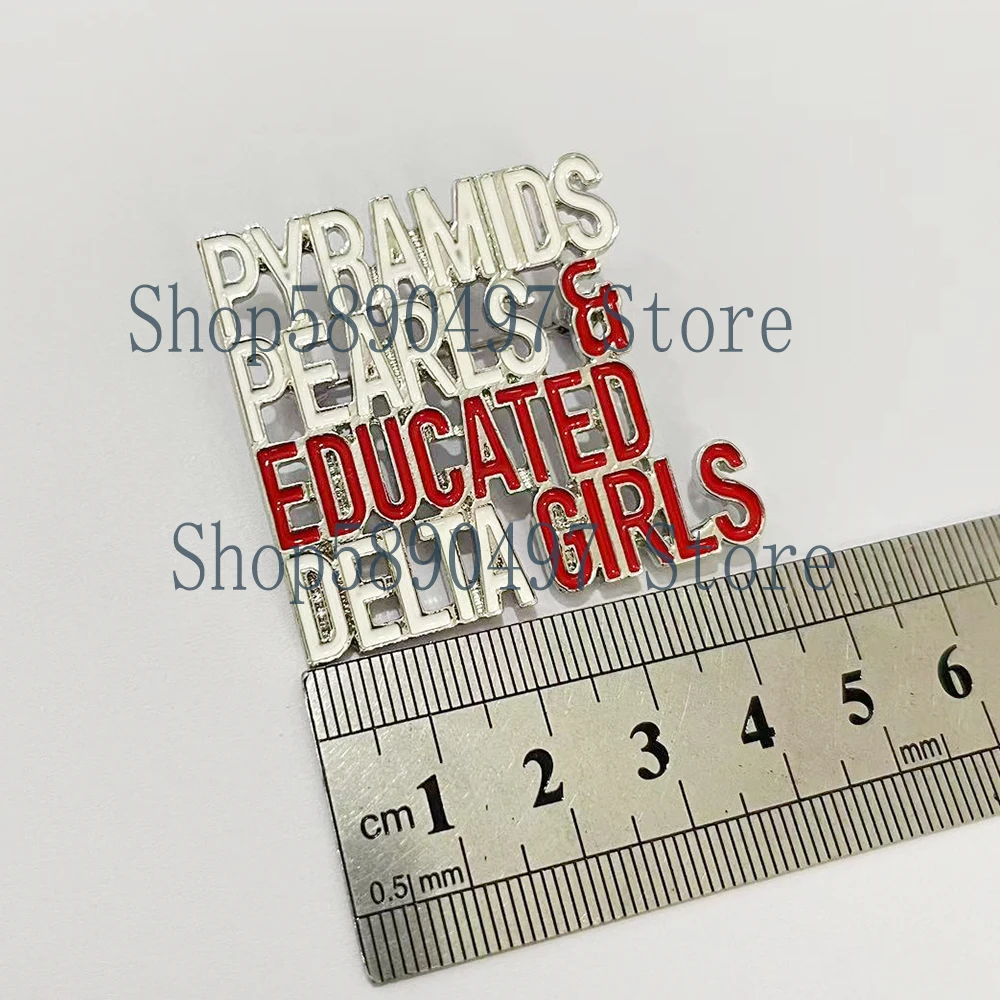 PYRAMIDS
PEARLS &
Shop5890497 Store
EDUCATED
DELTA GIRLS
Shop5890497 Store
cm 1 2 3 4 5 6
mm
0.5 mm